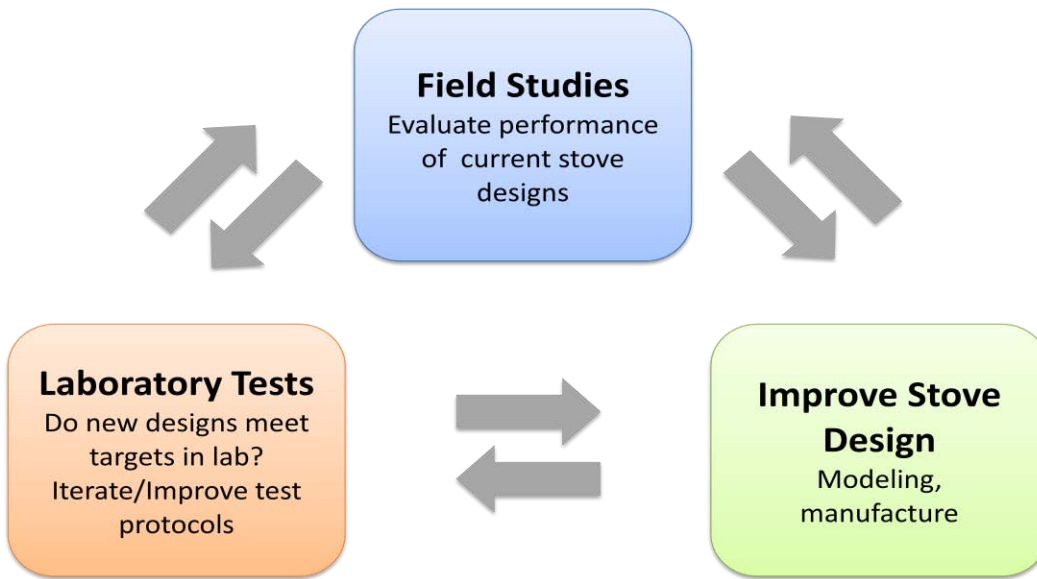 Field Studies
Evaluate performance
of current stove
designs
Laboratory Tests
Do new designs meet
targets in lab?
Iterate/Improve test
protocols
Improve Stove
Design
Modeling,
manufacture